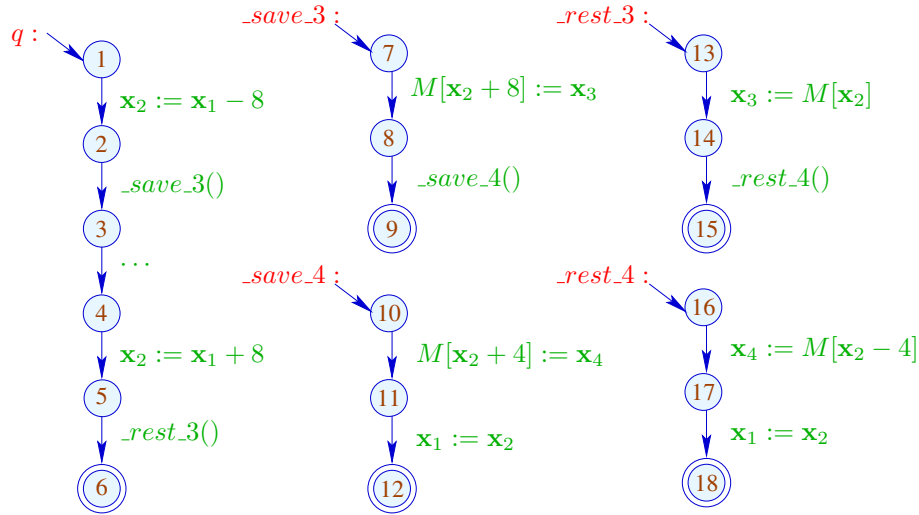 q :
1
x₂ := x₁ − 8
2
_save_3()
3
...
4
x₂ := x₁ + 8
5
_rest_3()
6
_save_3 :
7
M[x₂ + 8] := x₃
8
_save_4()
9
_save_4 :
10
M[x₂ + 4] := x₄
11
x₁ := x₂
12
_rest_3 :
13
x₃ := M[x₂]
14
_rest_4()
15
_rest_4 :
16
x₄ := M[x₂ − 4]
17
x₁ := x₂
18